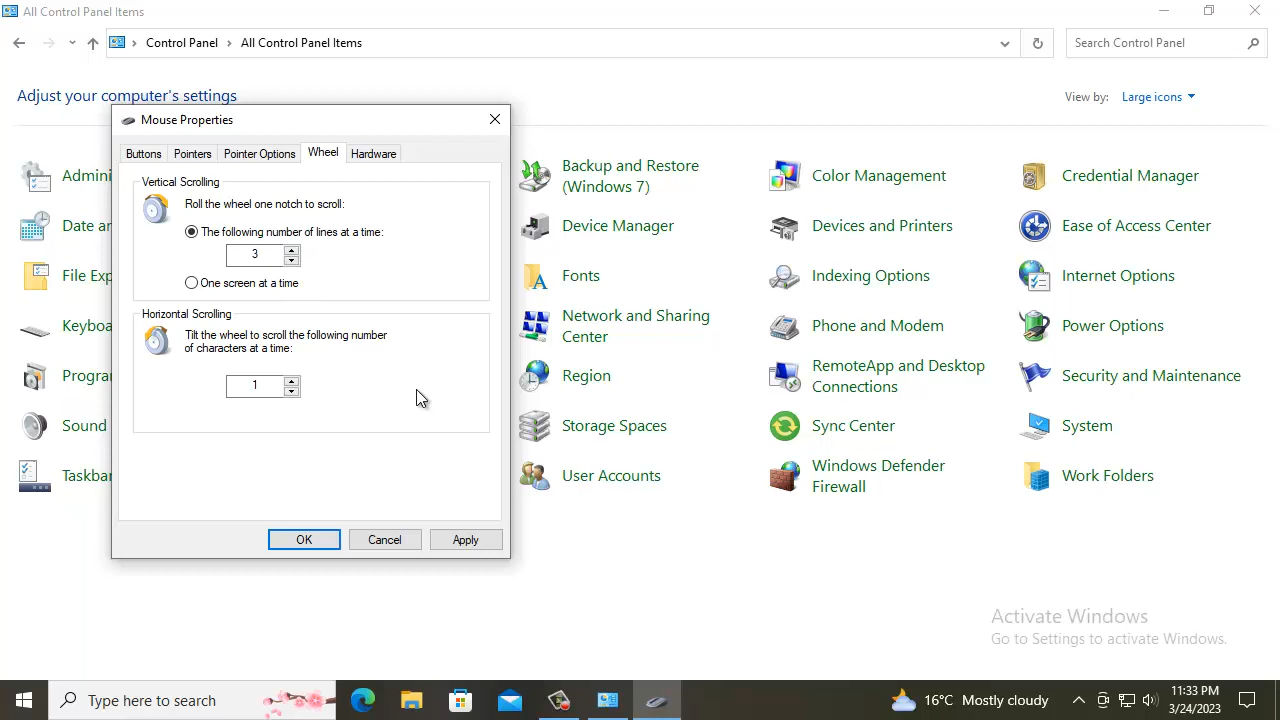 All Control Panel Items
Control Panel
All Control Panel Items
Search Control Panel
Adjust your computer's settings
View by:
Large icons
Mouse Properties
Buttons
Pointers
Pointer Options
Wheel
Hardware
Vertical Scrolling
Roll the wheel one notch to scroll:
The following number of lines at a time:
3
One screen at a time
Horizontal Scrolling
Tilt the wheel to scroll the following number
of characters at a time:
1
OK
Cancel
Apply
Admini
Backup and Restore
(Windows 7)
Color Management
Credential Manager
Date an
Device Manager
Devices and Printers
Ease of Access Center
File Exp
Fonts
Indexing Options
Internet Options
Keyboa
Network and Sharing
Center
Phone and Modem
Power Options
Program
Region
RemoteApp and Desktop
Connections
Security and Maintenance
Sound
Storage Spaces
Sync Center
System
Taskbar
User Accounts
Windows Defender
Firewall
Work Folders
Activate Windows
Go to Settings to activate Windows.
Type here to search
16°C Mostly cloudy
11:33 PM
3/24/2023